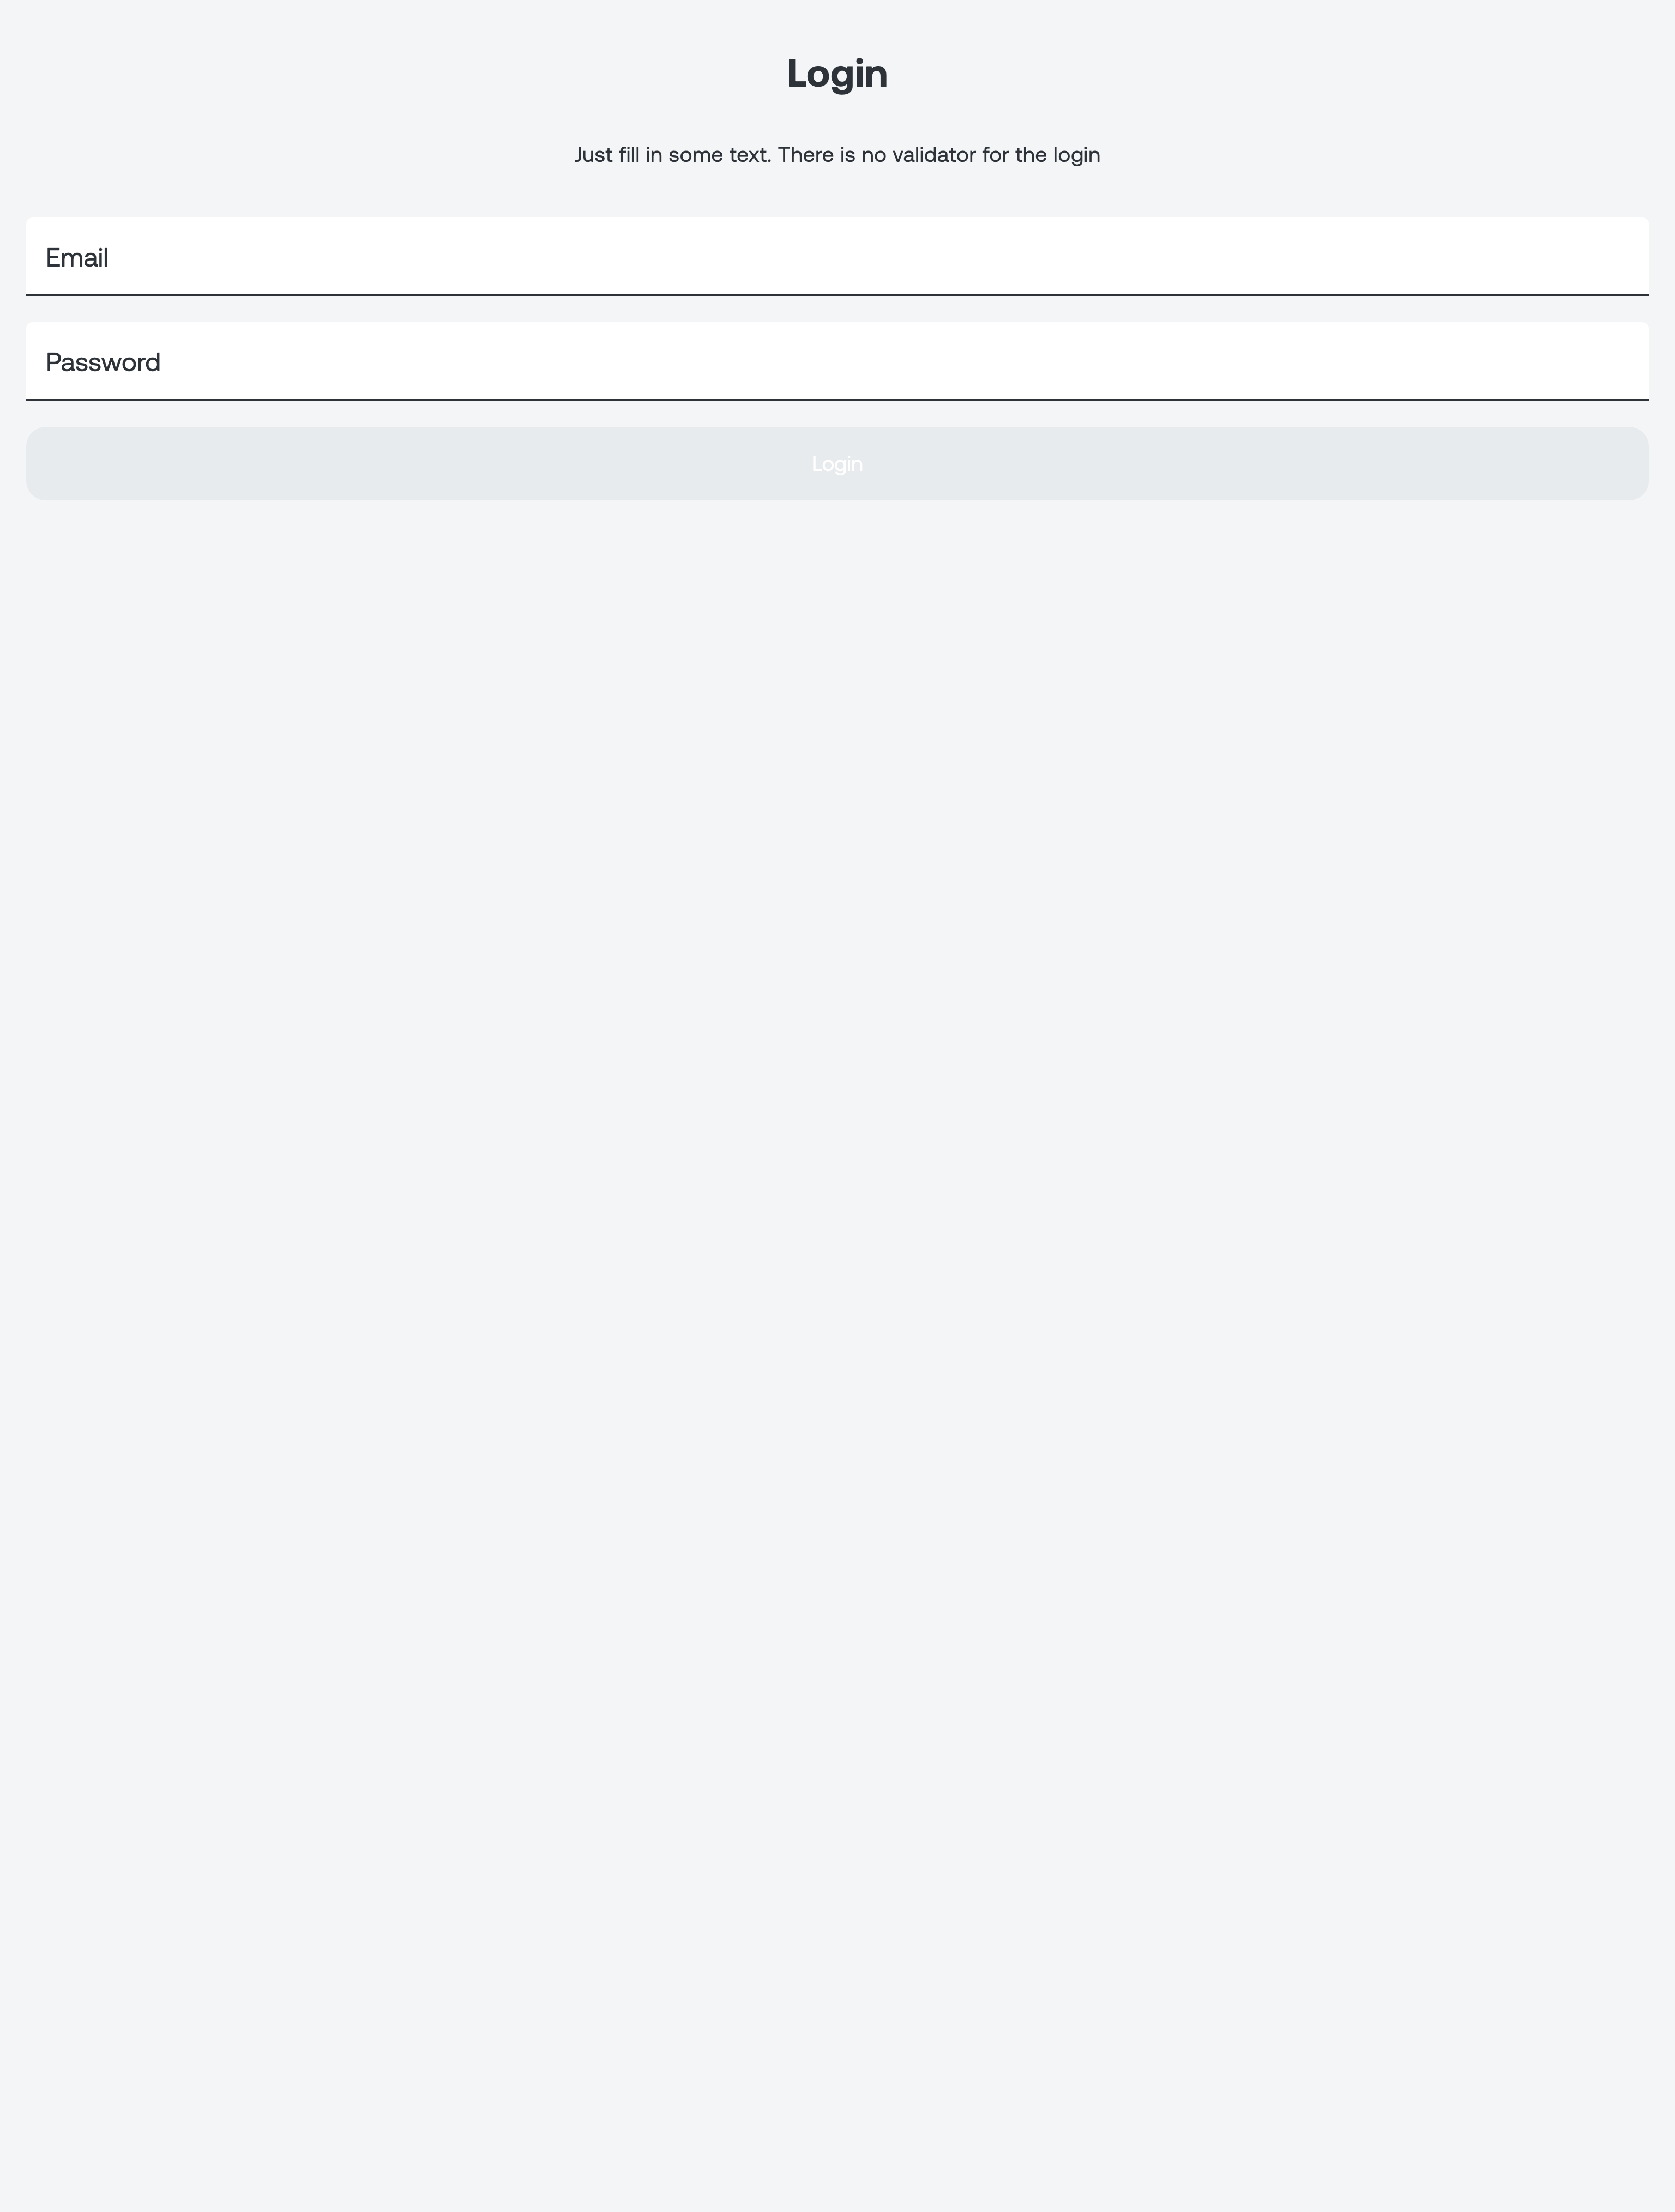 Login
Just fill in some text. There is no validator for the login
Email
Password
Login